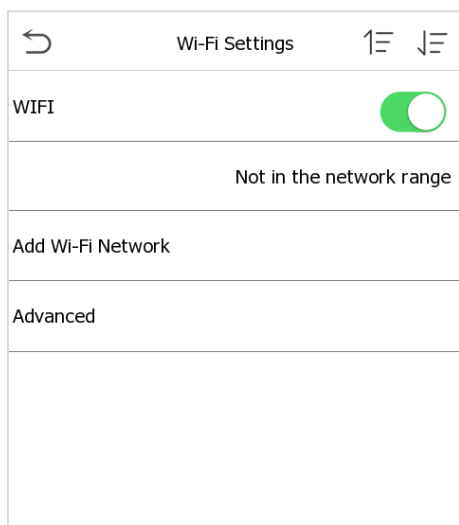 Wi-Fi Settings
WIFI
Not in the network range
Add Wi-Fi Network
Advanced